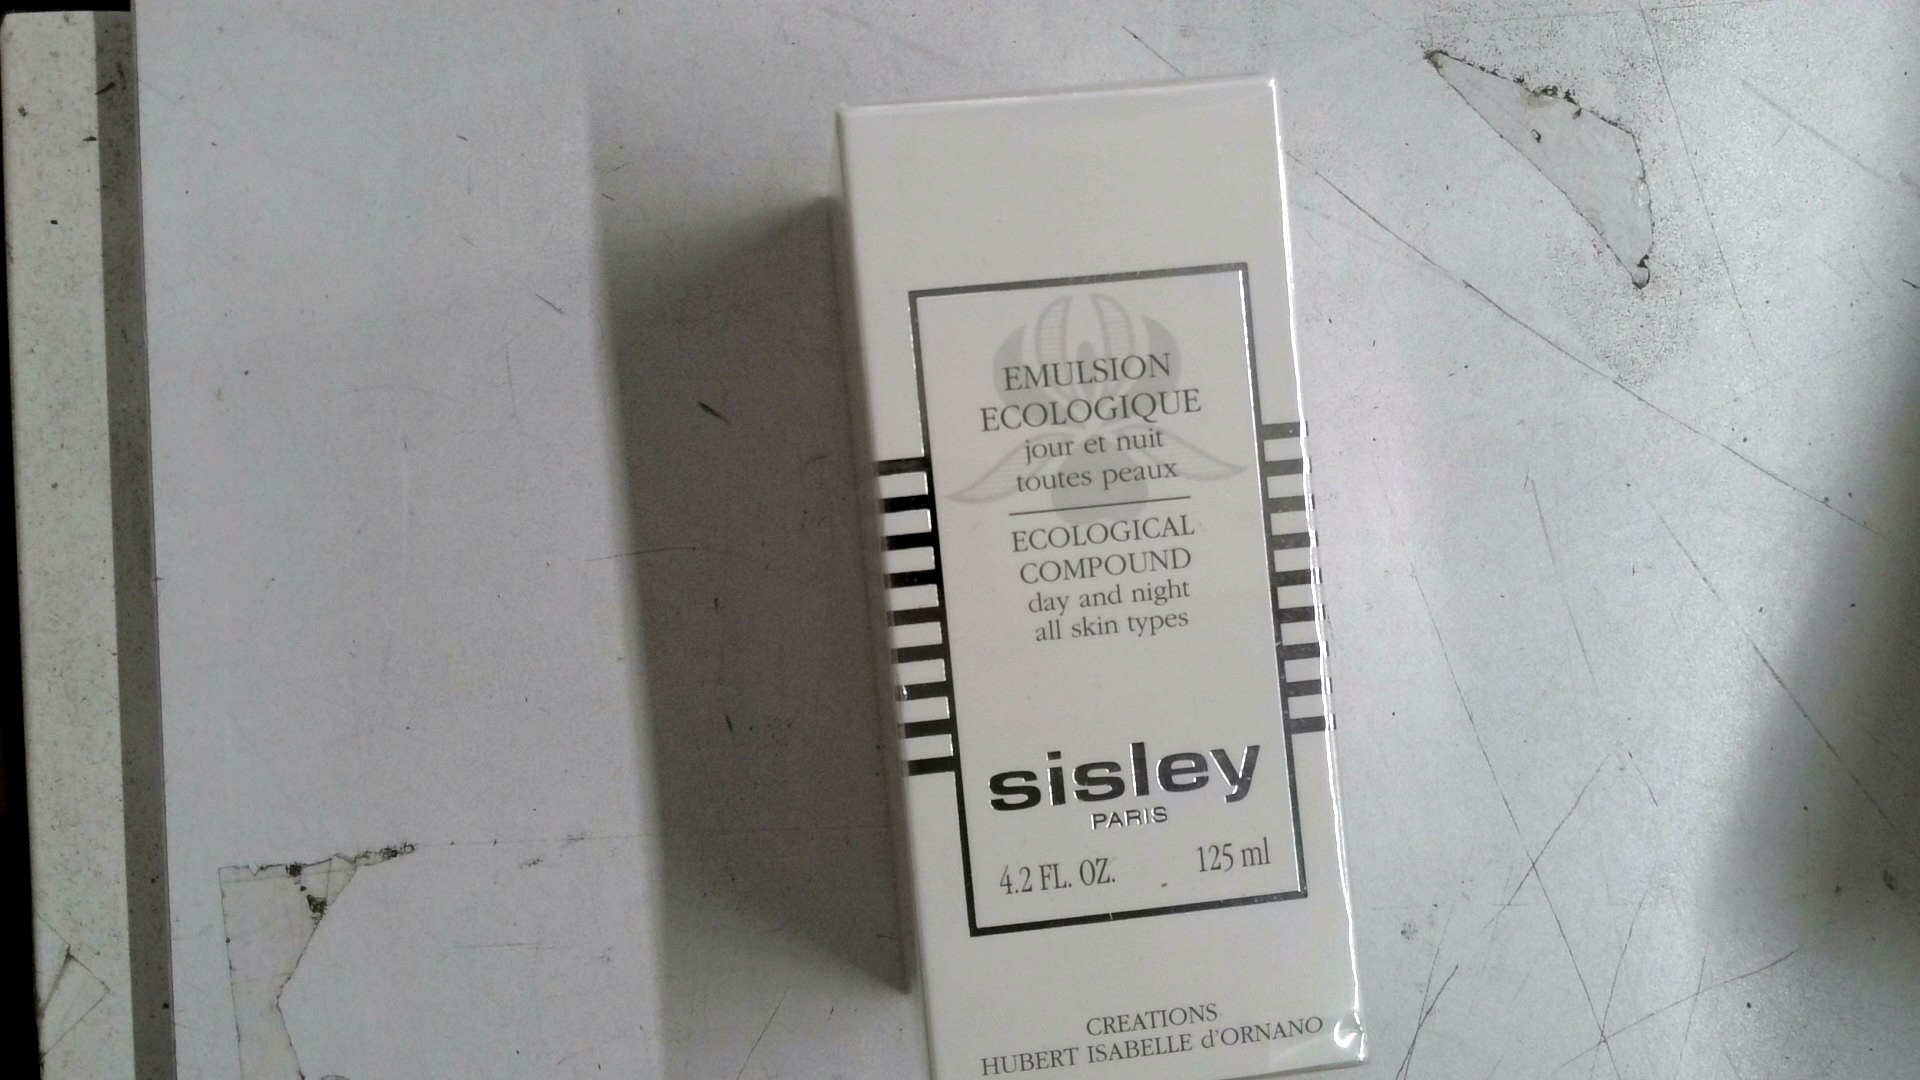 EMULSION
ECOLOGIQUE
jour et nuit
toutes peaux
ECOLOGICAL
COMPOUND
day and night
all skin types
sisley
PARIS
4.2 FL. OZ. 125 ml
CREATIONS
HUBERT ISABELLE d'ORNANO